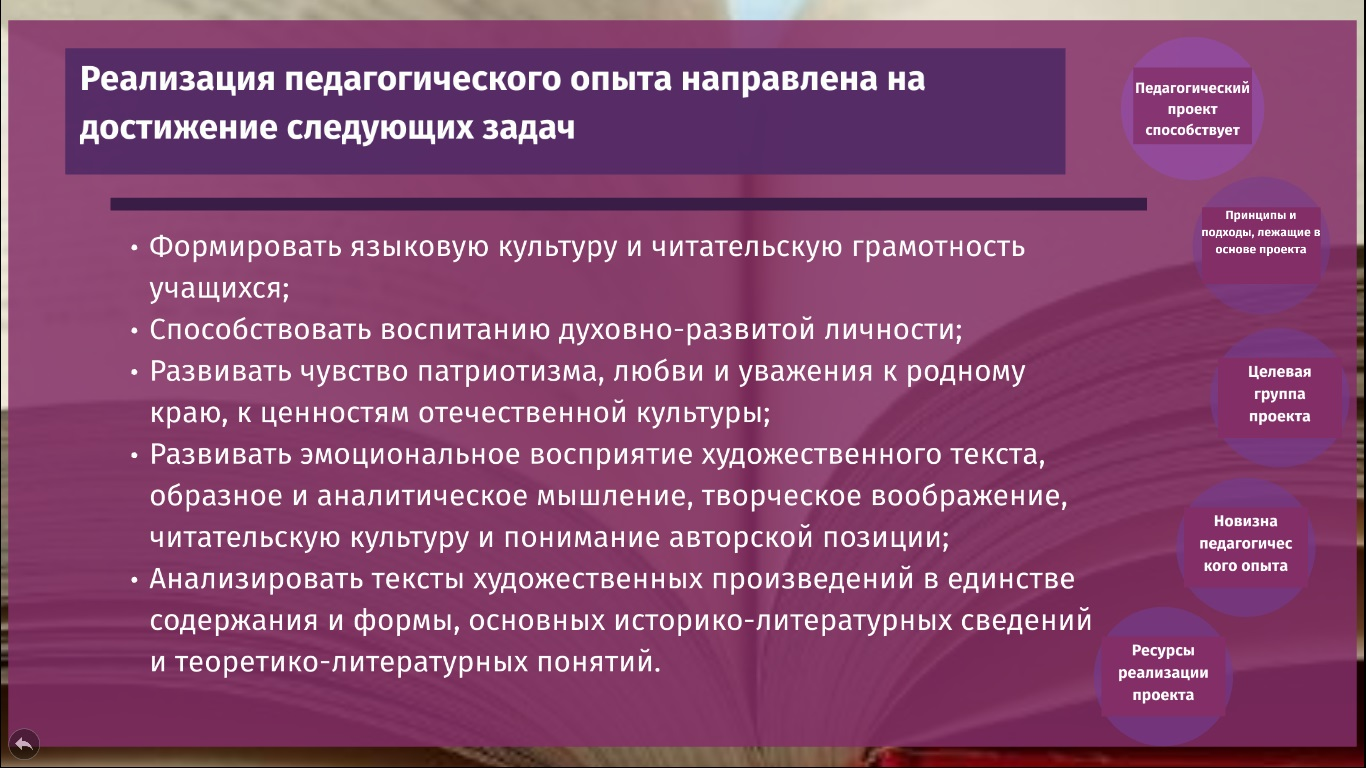 Реализация педагогического опыта направлена на
достижение следующих задач
• Формировать языковую культуру и читательскую грамотность
учащихся;
• Способствовать воспитанию духовно-развитой личности;
• Развивать чувство патриотизма, любви и уважения к родному
краю, к ценностям отечественной культуры;
• Развивать эмоциональное восприятие художественного текста,
образное и аналитическое мышление, творческое воображение,
читательскую культуру и понимание авторской позиции;
• Анализировать тексты художественных произведений в единстве
содержания и формы, основных историко-литературных сведений
и теоретико-литературных понятий.
Педагогический
проект
способствует
Принципы и
подходы, лежащие в
основе проекта
Целевая
группа
проекта
Новизна
педагогичес
кого опыта
Ресурсы
реализации
проекта